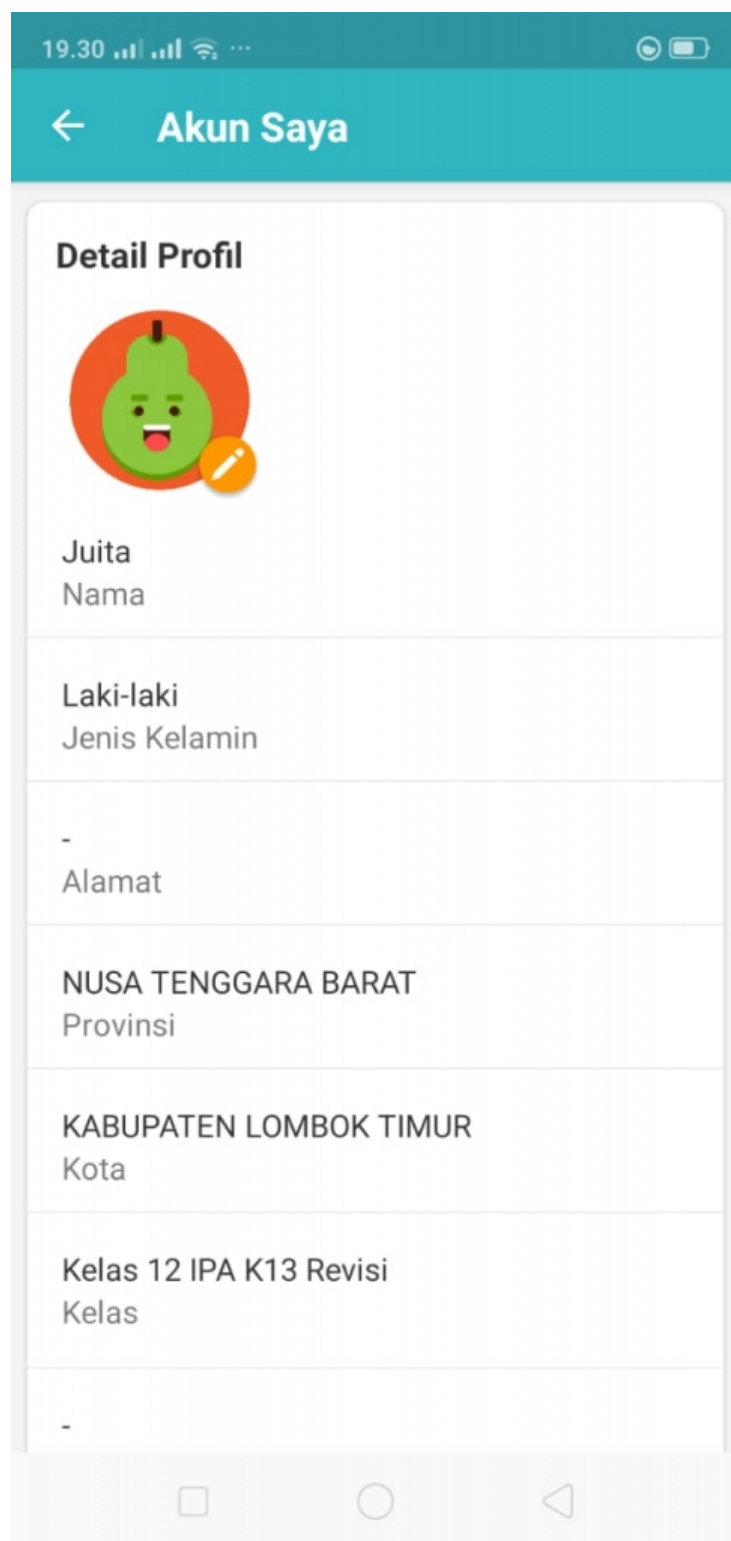 19.30
Akun Saya
Detail Profil
Juita
Nama
Laki-laki
Jenis Kelamin
-
Alamat
NUSA TENGGARA BARAT
Provinsi
KABUPATEN LOMBOK TIMUR
Kota
Kelas 12 IPA K13 Revisi
Kelas
-